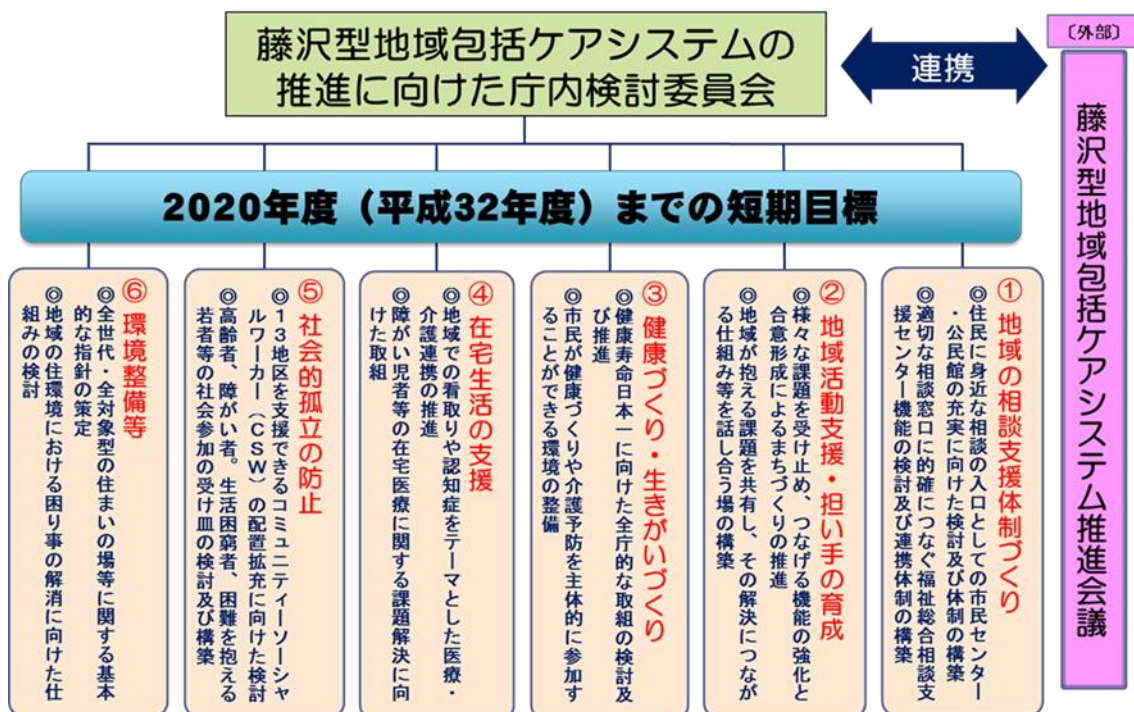 藤沢型地域包括ケアシステムの
推進に向けた庁内検討委員会
連携
〔外部〕
藤沢型地域包括ケアシステム推進会議
2020年度（平成32年度）までの短期目標
①地域の相談支援体制づくり
◎住民に身近な相談の入口としての市民センター
・公民館の充実に向けた検討及び体制の構築
◎適切な相談窓口に的確につなぐ福祉総合相談支
援センター機能の検討及び連携体制の構築
②地域活動支援・担い手の育成
◎様々な課題を受け止め、つなげる機能の強化と
合意形成によるまちづくりの推進
◎地域が抱える課題を共有し、その解決につなが
る仕組み等を話し合う場の構築
③健康づくり・生きがいづくり
◎健康寿命日本一に向けた全庁的な取組の検討及
び推進
◎市民が健康づくりや介護予防を主体的に参加す
ることができる環境の整備
④在宅生活の支援
◎地域での看取りや認知症をテーマとした医療・
介護連携の推進
◎障がい児者等の在宅医療に関する課題解決に向
けた取組
⑤社会的孤立の防止
◎１３地区を支援できるコミュニティーソーシャ
ルワーカー（ＣＳＷ）の配置拡充に向けた検討
◎高齢者、障がい者。生活困窮者、困難を抱える
若者等の社会参加の受け皿の検討及び構築
⑥環境整備等
◎全世代・全対象型の住まいの場等に関する基本
的な指針の策定
◎地域の住環境における困り事の解消に向けた仕
組みの検討